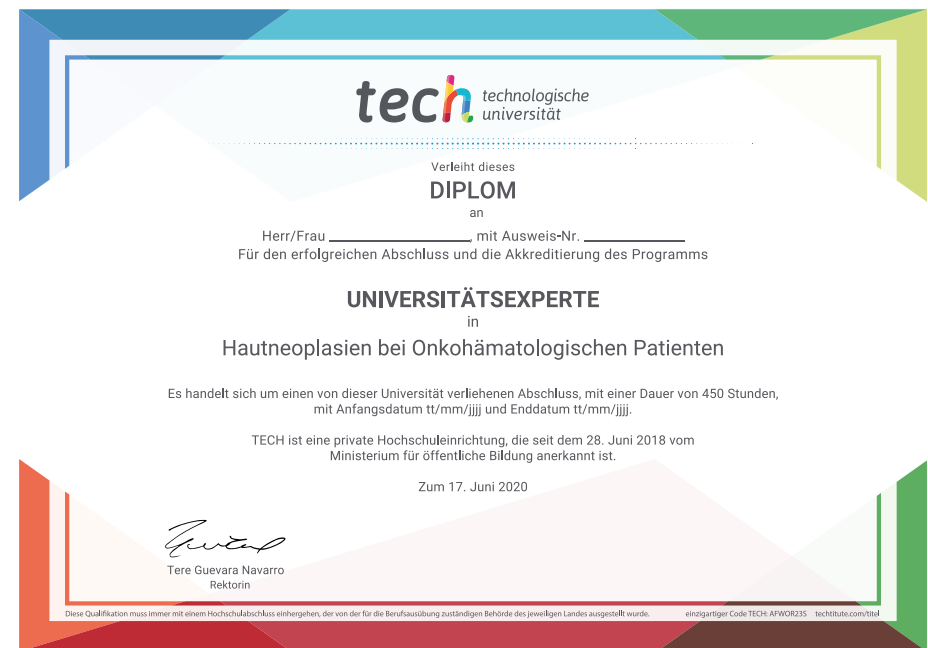 tech technologische
universität
Verleiht dieses
DIPLOM
an
Herr/Frau ____________________, mit Ausweis-Nr. ______________
Für den erfolgreichen Abschluss und die Akkreditierung des Programms
UNIVERSITÄTSEXPERTE
in
Hautneoplasien bei Onkohämatologischen Patienten
Es handelt sich um einen von dieser Universität verliehenen Abschluss, mit einer Dauer von 450 Stunden,
mit Anfangsdatum tt/mm/jjjj und Enddatum tt/mm/jjjj.
TECH ist eine private Hochschuleinrichtung, die seit dem 28. Juni 2018 vom
Ministerium für öffentliche Bildung anerkannt ist.
Zum 17. Juni 2020
Tere Guevara Navarro
Rektorin
Diese Qualifikation muss immer mit einem Hochschulabschluss einhergehen, der von der für die Berufsausübung zuständigen Behörde des jeweiligen Landes ausgestellt wurde. einzigartiger Code TECH: AFWOR23S techtitute.com/titel